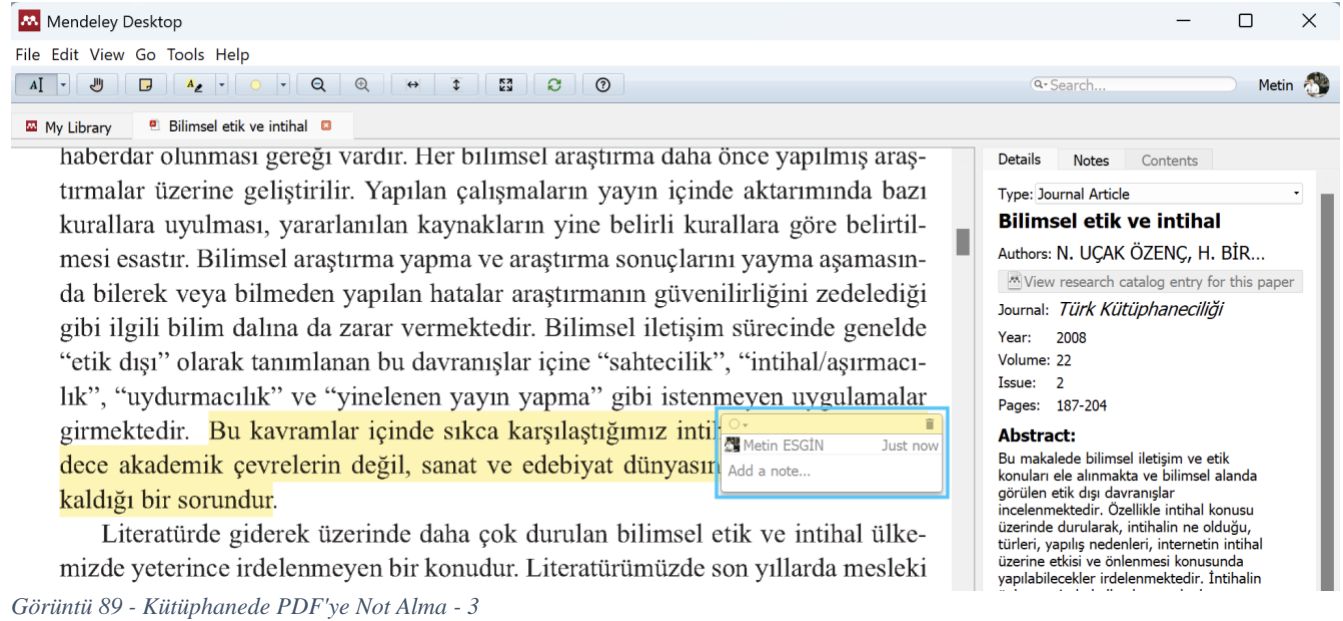 Mendeley Desktop
File Edit View Go Tools Help
Search...
Metin
My Library
Bilimsel etik ve intihal
haberdar olunması gereği vardır. Her bilimsel araştırma daha önce yapılmış araş-
tırmalar üzerine geliştirilir. Yapılan çalışmaların yayın içinde aktarımında bazı
kurallara uyulması, yararlanılan kaynakların yine belirli kurallara göre belirtil-
mesi esastır. Bilimsel araştırma yapma ve araştırma sonuçlarını yayma aşamasın-
da bilerek veya bilmeden yapılan hatalar araştırmanın güvenilirliğini zedelediği
gibi ilgili bilim dalına da zarar vermektedir. Bilimsel iletişim sürecinde genelde
“etik dışı” olarak tanımlanan bu davranışlar içine “sahtecilik”, “intihal/aşırmacı-
lık”, “uydurmacılık” ve “yinelenen yayın yapma” gibi istenmeyen uygulamalar
girmektedir. Bu kavramlar içinde sıkca karşılaştığımız
dece akademik çevrelerin değil, sanat ve edebiyat
kaldığı bir sorundur.
Literatürde giderek üzerinde daha çok durulan bilimsel etik ve intihal ülke-
mizde yeterince irdelenmeyen bir konudur. Literatürümüzde son yıllarda mesleki
Metin ESGİN
Just now
Add a note...
Details Notes Contents
Type: Journal Article
Bilimsel etik ve intihal
Authors: N. UÇAK ÖZENÇ, H. BİR...
View research catalog entry for this paper
Journal: Türk Kütüphaneciliği
Year: 2008
Volume: 22
Issue: 2
Pages: 187-204
Abstract:
Bu makalede bilimsel iletişim ve etik
konuları ele alınmakta ve bilimsel alanda
görülen etik dışı davranışlar
incelenmektedir. Özellikle intihal konusu
üzerinde durularak, intihalin ne olduğu,
türleri, yapılış nedenleri, internetin intihal
üzerine etkisi ve önlenmesi konusunda
yapılabilecekler irdelenmektedir. İntihalin
Görüntü 89 - Kütüphanede PDF'ye Not Alma - 3